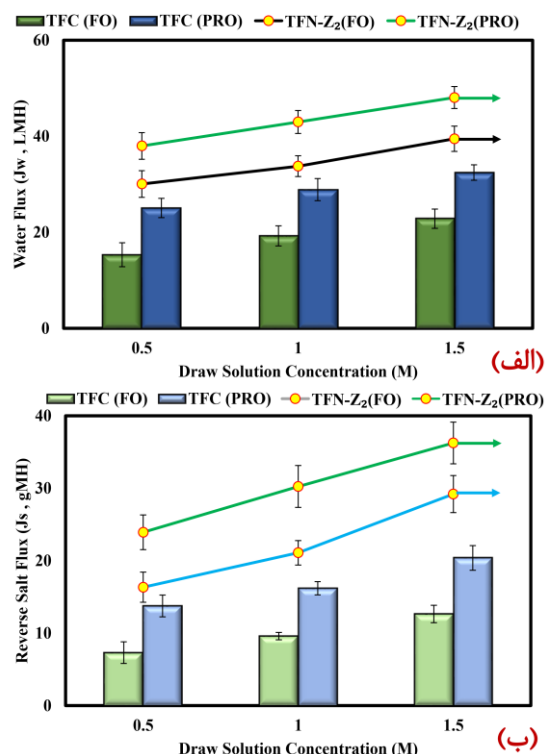 TFC (FO) TFC (PRO) TFN-Z₂(FO) TFN-Z₂(PRO)
60
40
20
0
Water Flux (Jw , LMH)
0.5 1 1.5
Draw Solution Concentration (M)
(الف)
TFC (FO) TFC (PRO) TFN-Z₂(FO) TFN-Z₂(PRO)
40
30
20
10
0
Reverse Salt Flux (Js , gMH)
0.5 1 1.5
Draw Solution Concentration (M)
(ب)